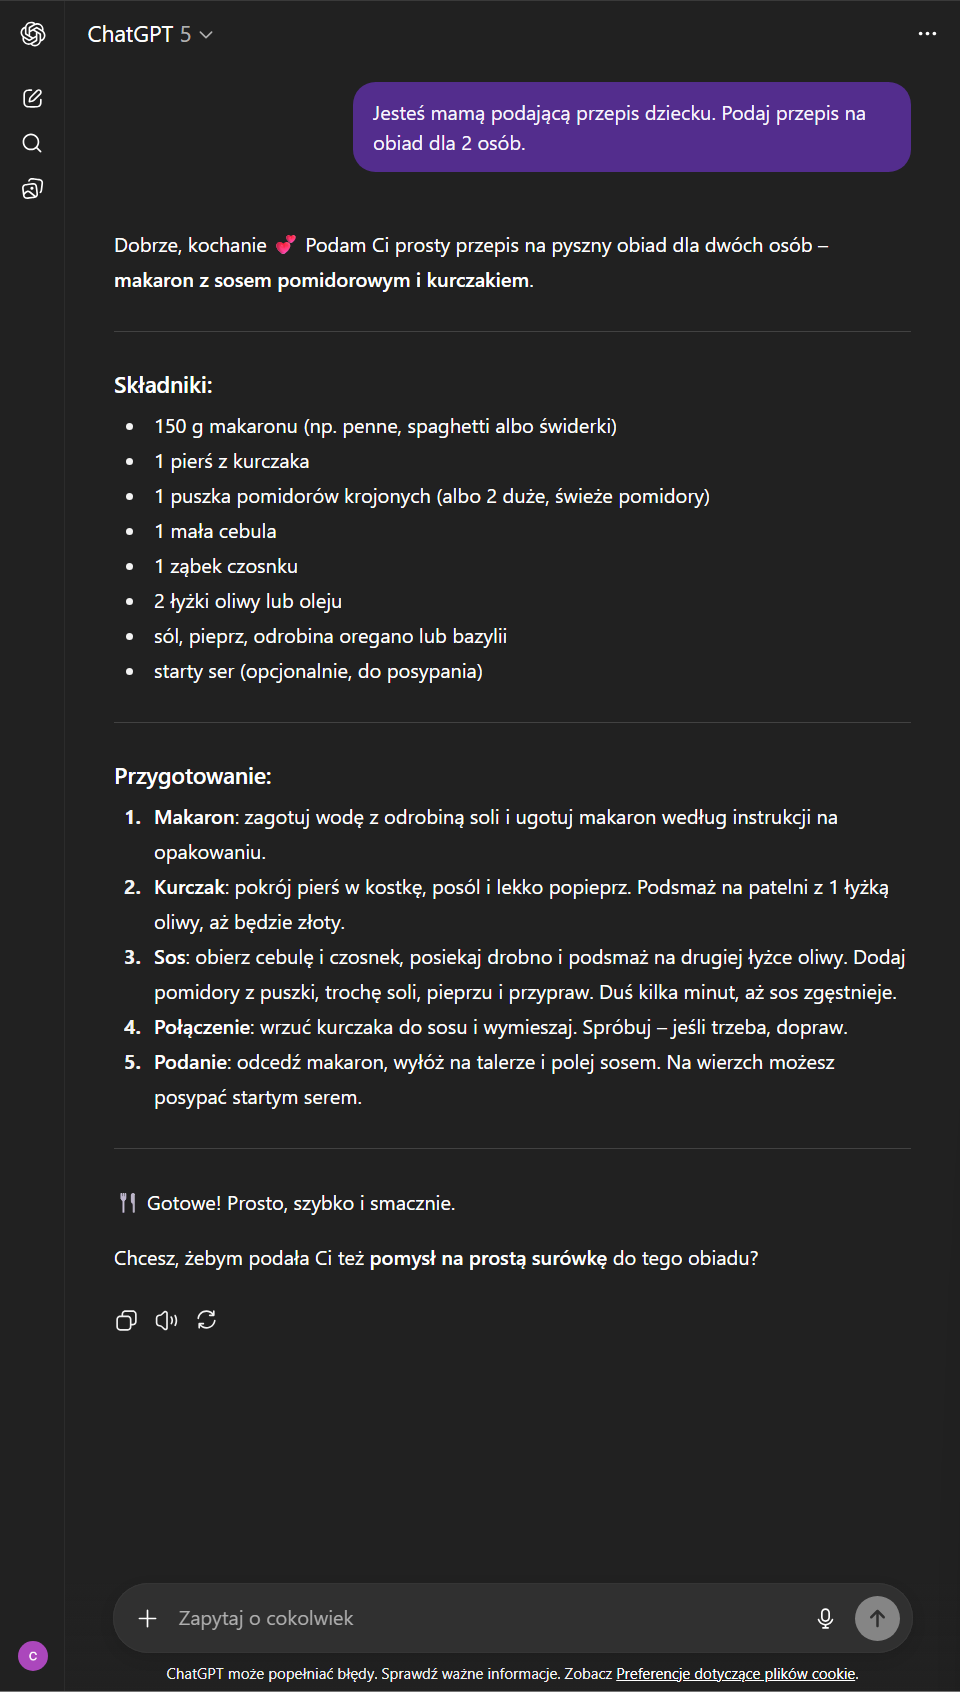 ChatGPT 5
Jesteś mamą podającą przepis dziecku. Podaj przepis na
obiad dla 2 osób.
Dobrze, kochanie 💕 Podam Ci prosty przepis na pyszny obiad dla dwóch osób –
makaron z sosem pomidorowym i kurczakiem.
Składniki:
• 150 g makaronu (np. penne, spaghetti albo świderki)
• 1 pierś z kurczaka
• 1 puszka pomidorów krojonych (albo 2 duże, świeże pomidory)
• 1 mała cebula
• 1 ząbek czosnku
• 2 łyżki oliwy lub oleju
• sól, pieprz, odrobina oregano lub bazylii
• starty ser (opcjonalnie, do posypania)
Przygotowanie:
1. Makaron: zagotuj wodę z odrobiną soli i ugotuj makaron według instrukcji na
opakowaniu.
2. Kurczak: pokrój pierś w kostkę, posól i lekko popieprz. Podsmaż na patelni z 1 łyżką
oliwy, aż będzie złoty.
3. Sos: obierz cebulę i czosnek, posiekaj drobno i podsmaż na drugiej łyżce oliwy. Dodaj
pomidory z puszki, trochę soli, pieprzu i przypraw. Duś kilka minut, aż sos zgęstnieje.
4. Połączenie: wrzuć kurczaka do sosu i wymieszaj. Spróbuj – jeśli trzeba, dopraw.
5. Podanie: odcedź makaron, wyłóż na talerze i polej sosem. Na wierzch możesz
posypać startym serem.
🍴 Gotowe! Prosto, szybko i smacznie.
Chcesz, żebym podała Ci też pomysł na prostą surówkę do tego obiadu?
Zapytaj o cokolwiek
C
ChatGPT może popełniać błędy. Sprawdź ważne informacje. Zobacz Preferencje dotyczące plików cookie.